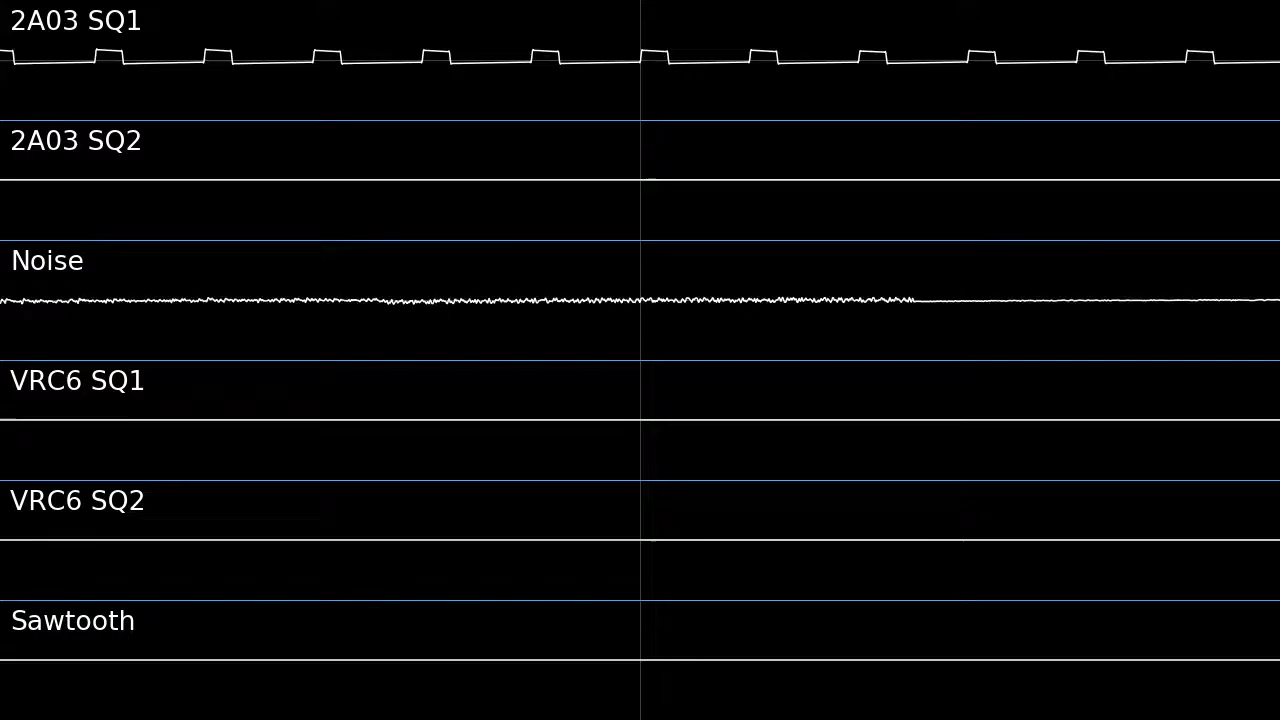 2A03 SQ1
2A03 SQ2
Noise
VRC6 SQ1
VRC6 SQ2
Sawtooth